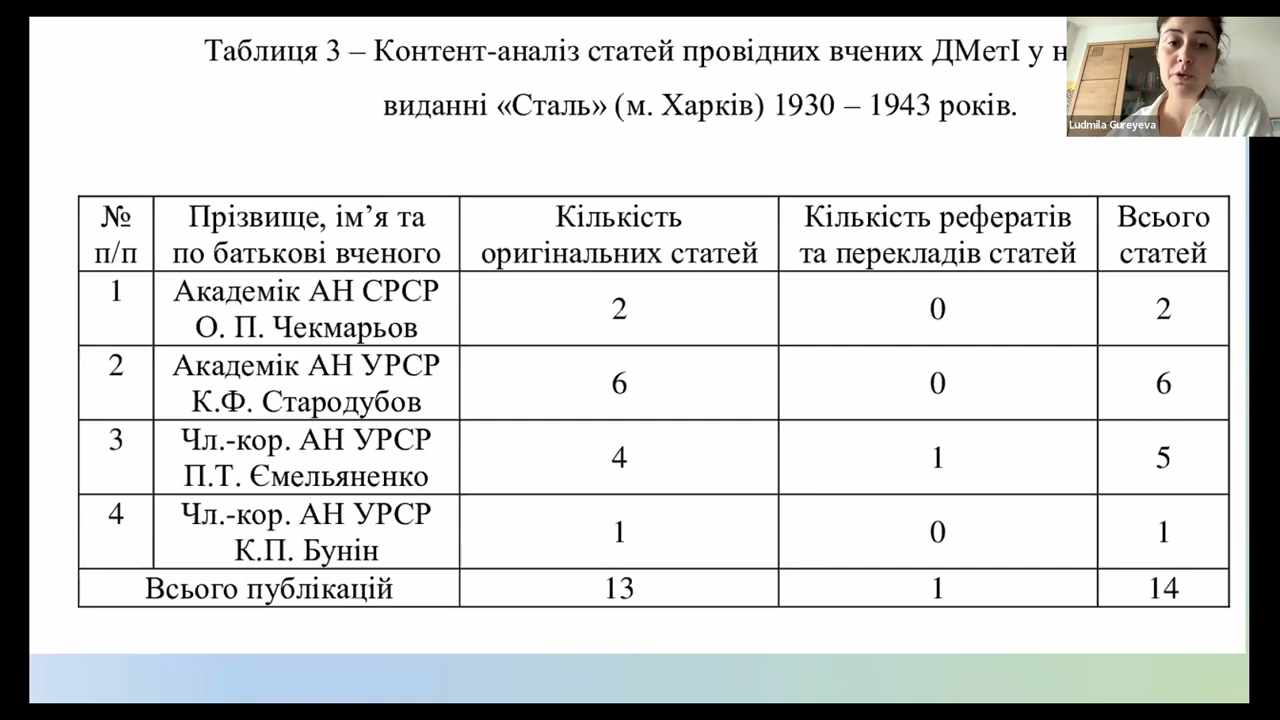 Таблиця 3 – Контент-аналіз статей провідних вчених ДМетІ у
виданні «Сталь» (м. Харків) 1930 – 1943 років.
Ludmila Gureyeva
№ п/п
Прізвище, ім’я та по батькові вченого
Кількість оригінальних статей
Кількість рефератів та перекладів статей
Всього статей
1
Академік АН СРСР
О. П. Чекмарьов
2
0
2
2
Академік АН УРСР
К.Ф. Стародубов
6
0
6
3
Чл.-кор. АН УРСР
П.Т. Ємельяненко
4
1
5
4
Чл.-кор. АН УРСР
К.П. Бунін
1
0
1
Всього публікацій
13
1
14